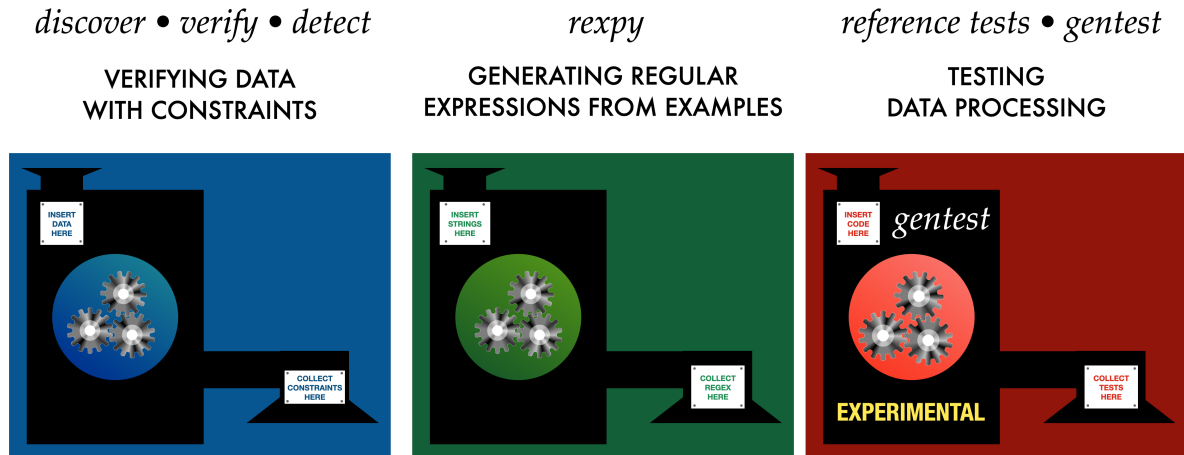 discover • verify • detect
VERIFYING DATA
WITH CONSTRAINTS
INSERT
DATA
HERE
COLLECT
CONSTRAINTS
HERE
rexpy
GENERATING REGULAR
EXPRESSIONS FROM EXAMPLES
INSERT
STRINGS
HERE
COLLECT
REGEX
HERE
reference tests • gentest
TESTING
DATA PROCESSING
INSERT
CODE
HERE
gentest
COLLECT
TESTS
HERE
EXPERIMENTAL